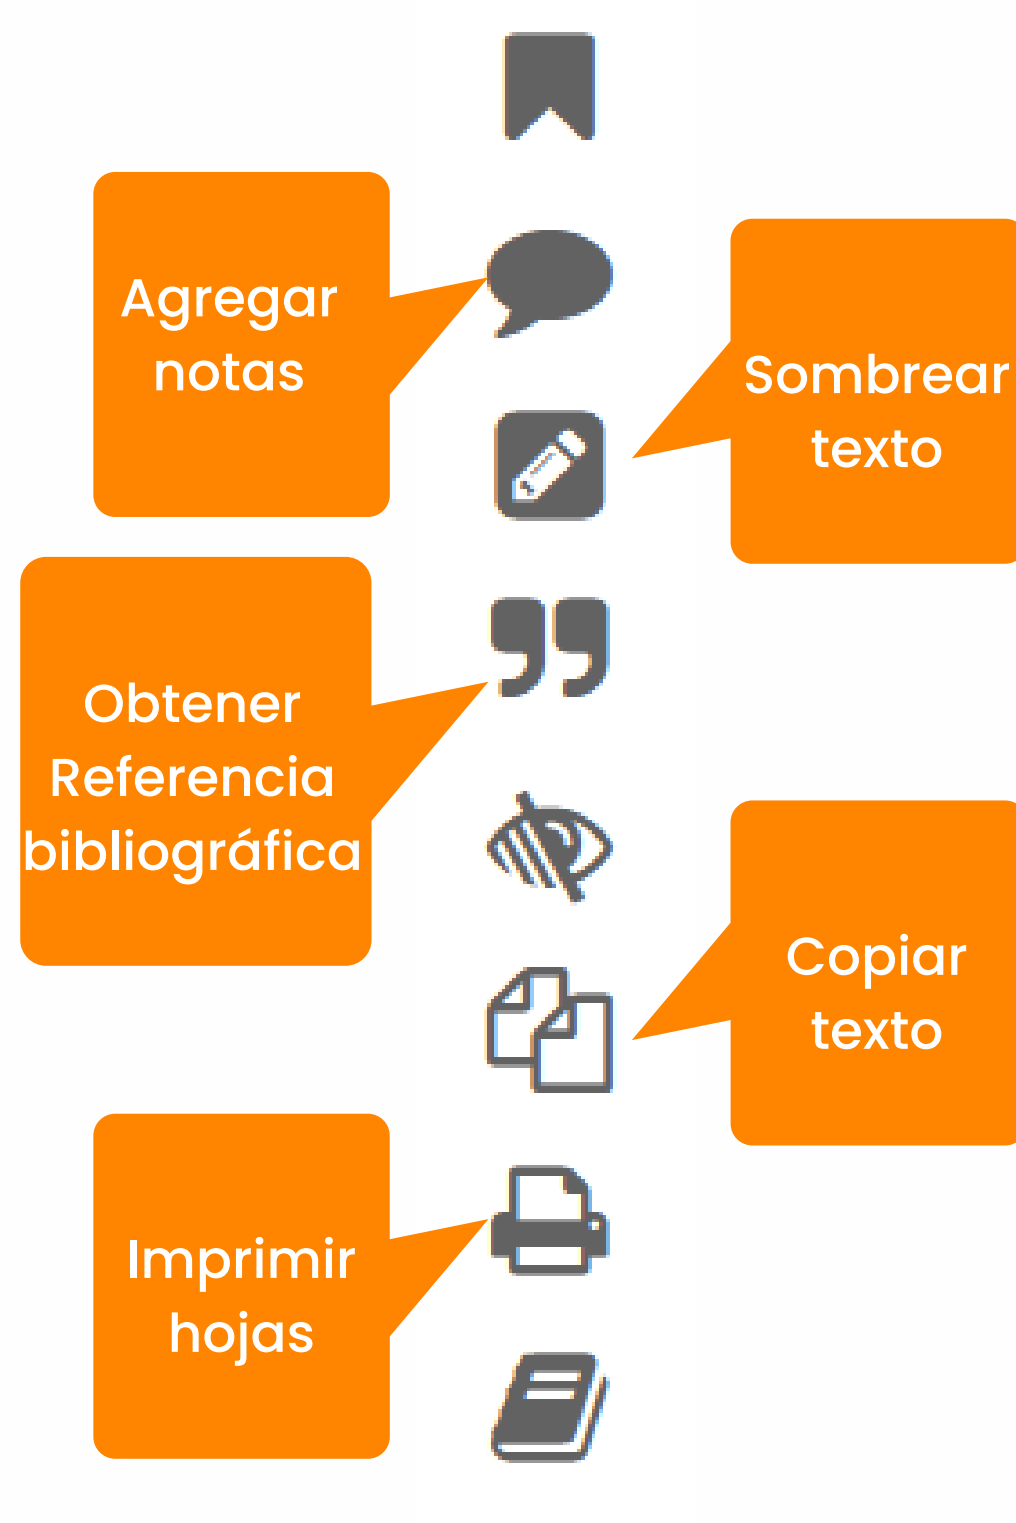 Agregar
notas
Sombrear
texto
Obtener
Referencia
bibliográfica
Copiar
texto
Imprimir
hojas